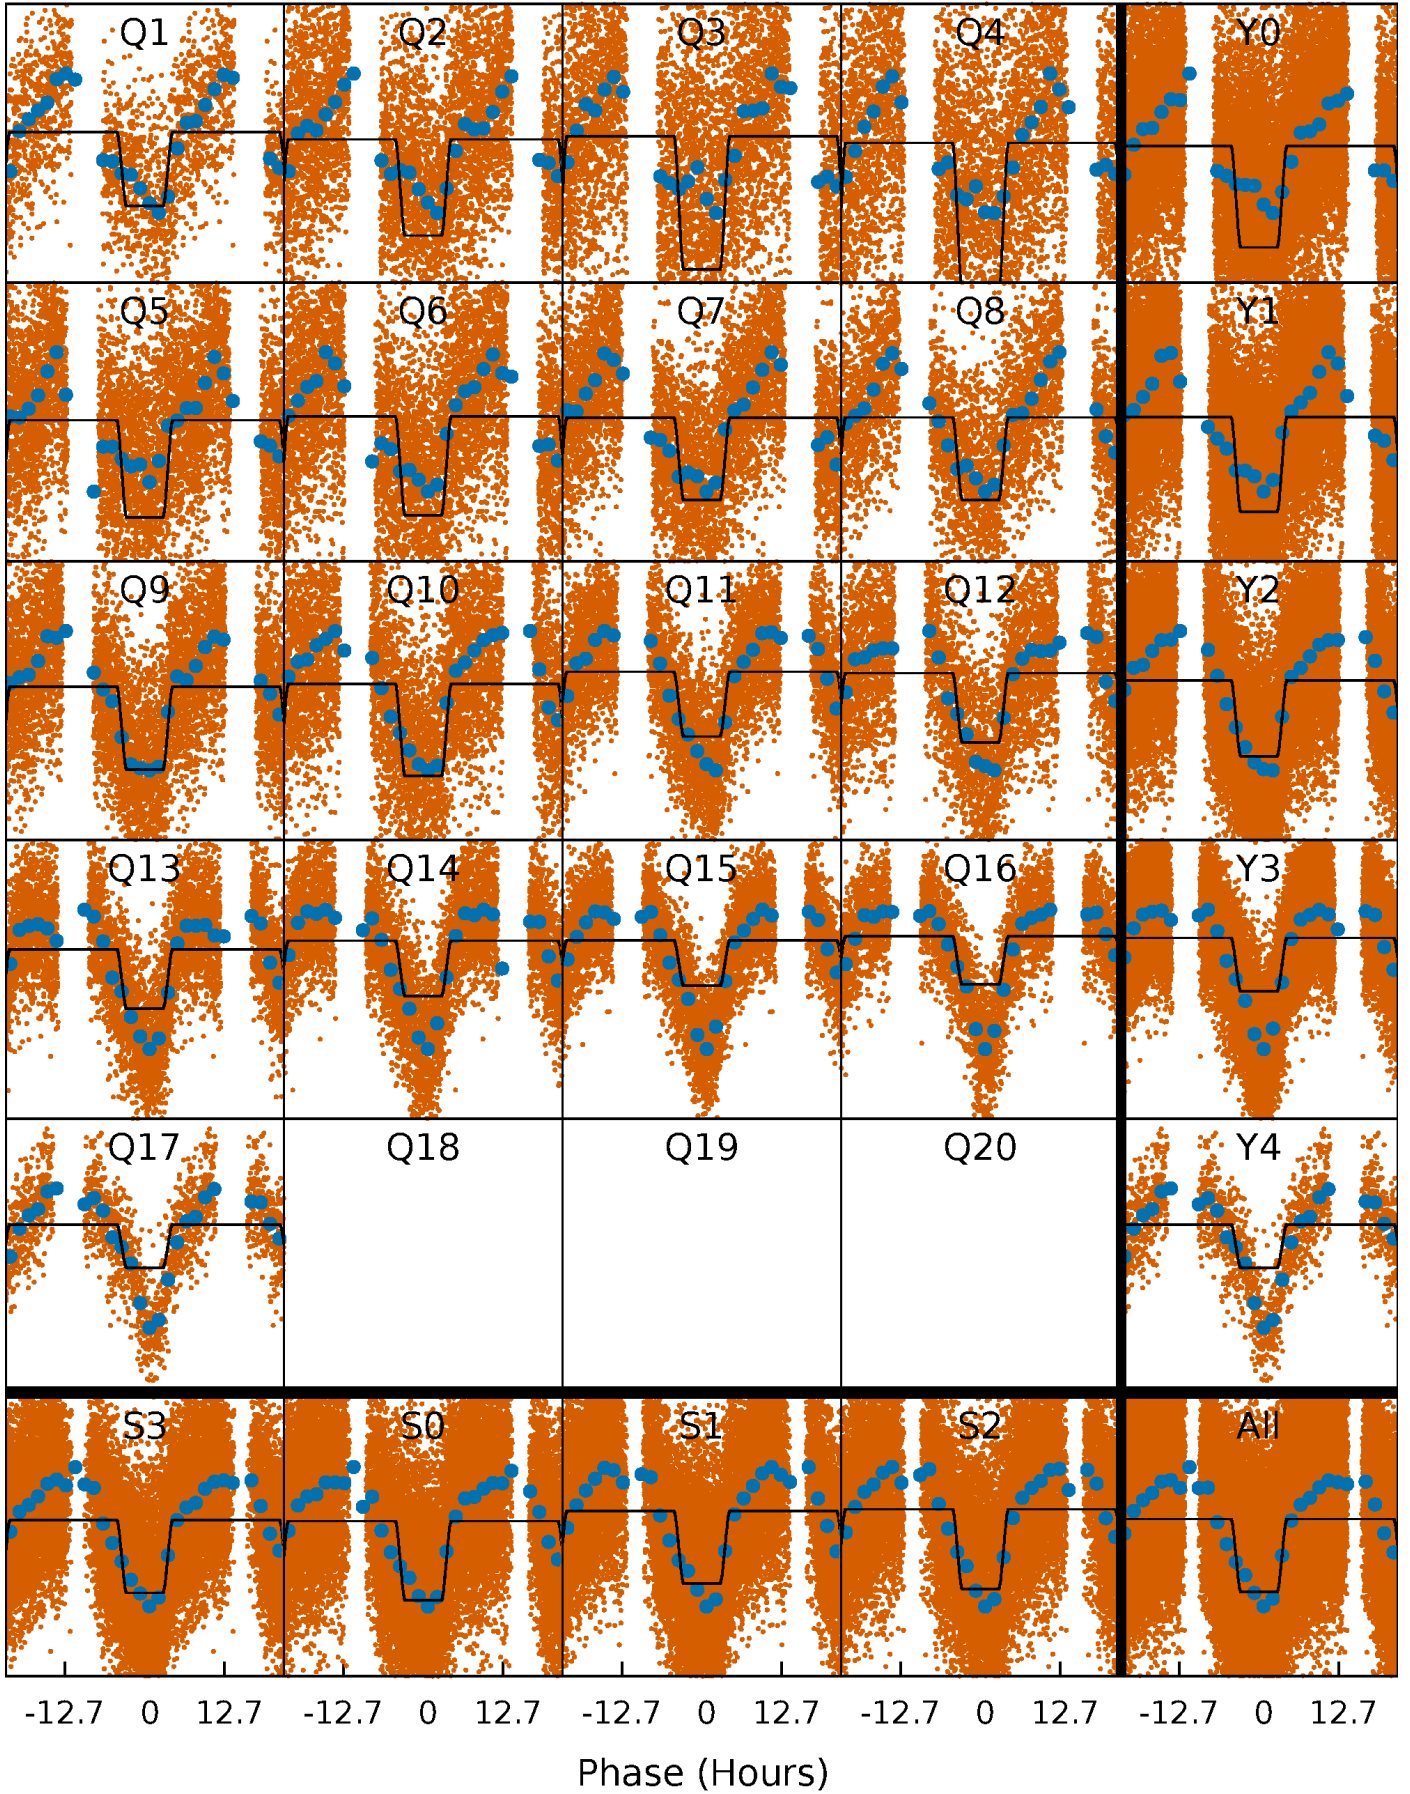 Q1 Q2 Q3 Q4 Y0
Q5 Q6 Q7 Q8 Y1
Q9 Q10 Q11 Q12 Y2
Q13 Q14 Q15 Q16 Y3
Q17 Q18 Q19 Q20 Y4
S3 S0 S1 S2 All
-12.7 0 12.7 -12.7 0 12.7 -12.7 0 12.7 -12.7 0 12.7 -12.7 0 12.7
Phase (Hours)